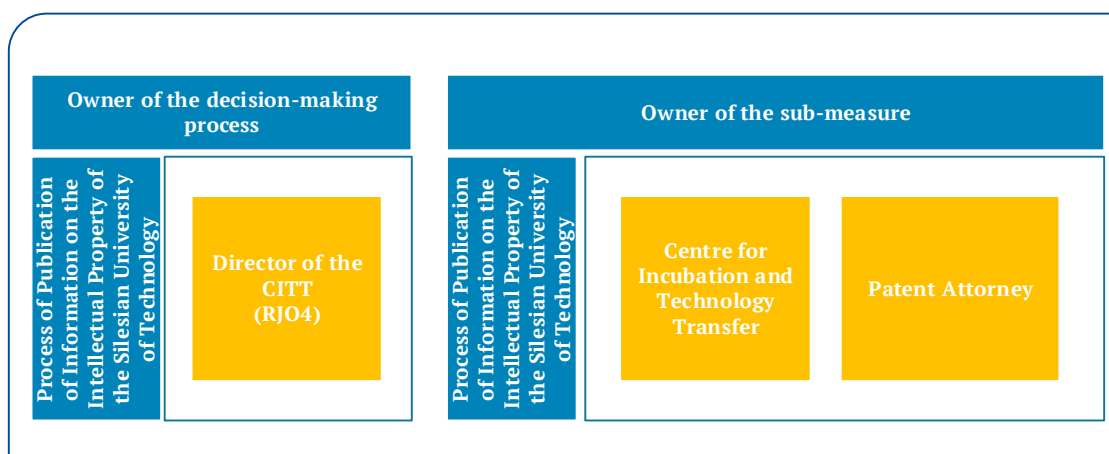 Owner of the decision-making
process
Process of Publication
of Information on the
Intellectual Property of
the Silesian University
of Technology
Director of the
CITT
(RJO4)
Owner of the sub-measure
Process of Publication
of Information on the
Intellectual Property of
the Silesian University
of Technology
Centre for
Incubation and
Technology
Transfer
Patent Attorney